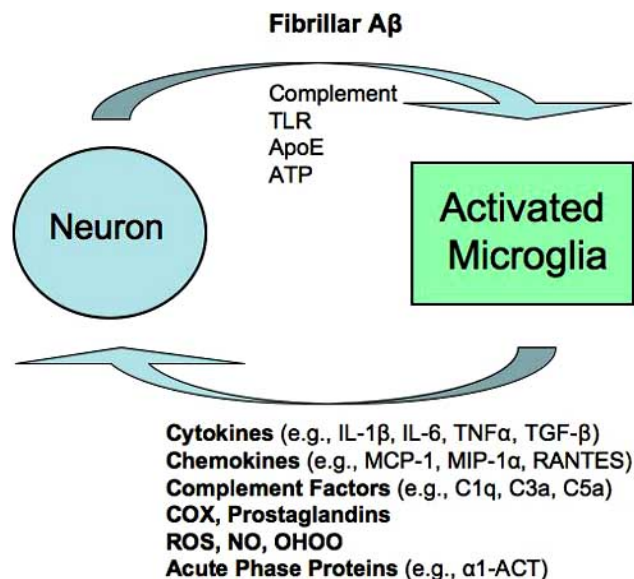 Fibrillar Aβ
Complement
TLR
ApoE
ATP
Neuron
Activated
Microglia
Cytokines (e.g., IL-1β, IL-6, TNFα, TGF-β)
Chemokines (e.g., MCP-1, MIP-1α, RANTES)
Complement Factors (e.g., C1q, C3a, C5a)
COX, Prostaglandins
ROS, NO, OHOO
Acute Phase Proteins (e.g., α1-ACT)